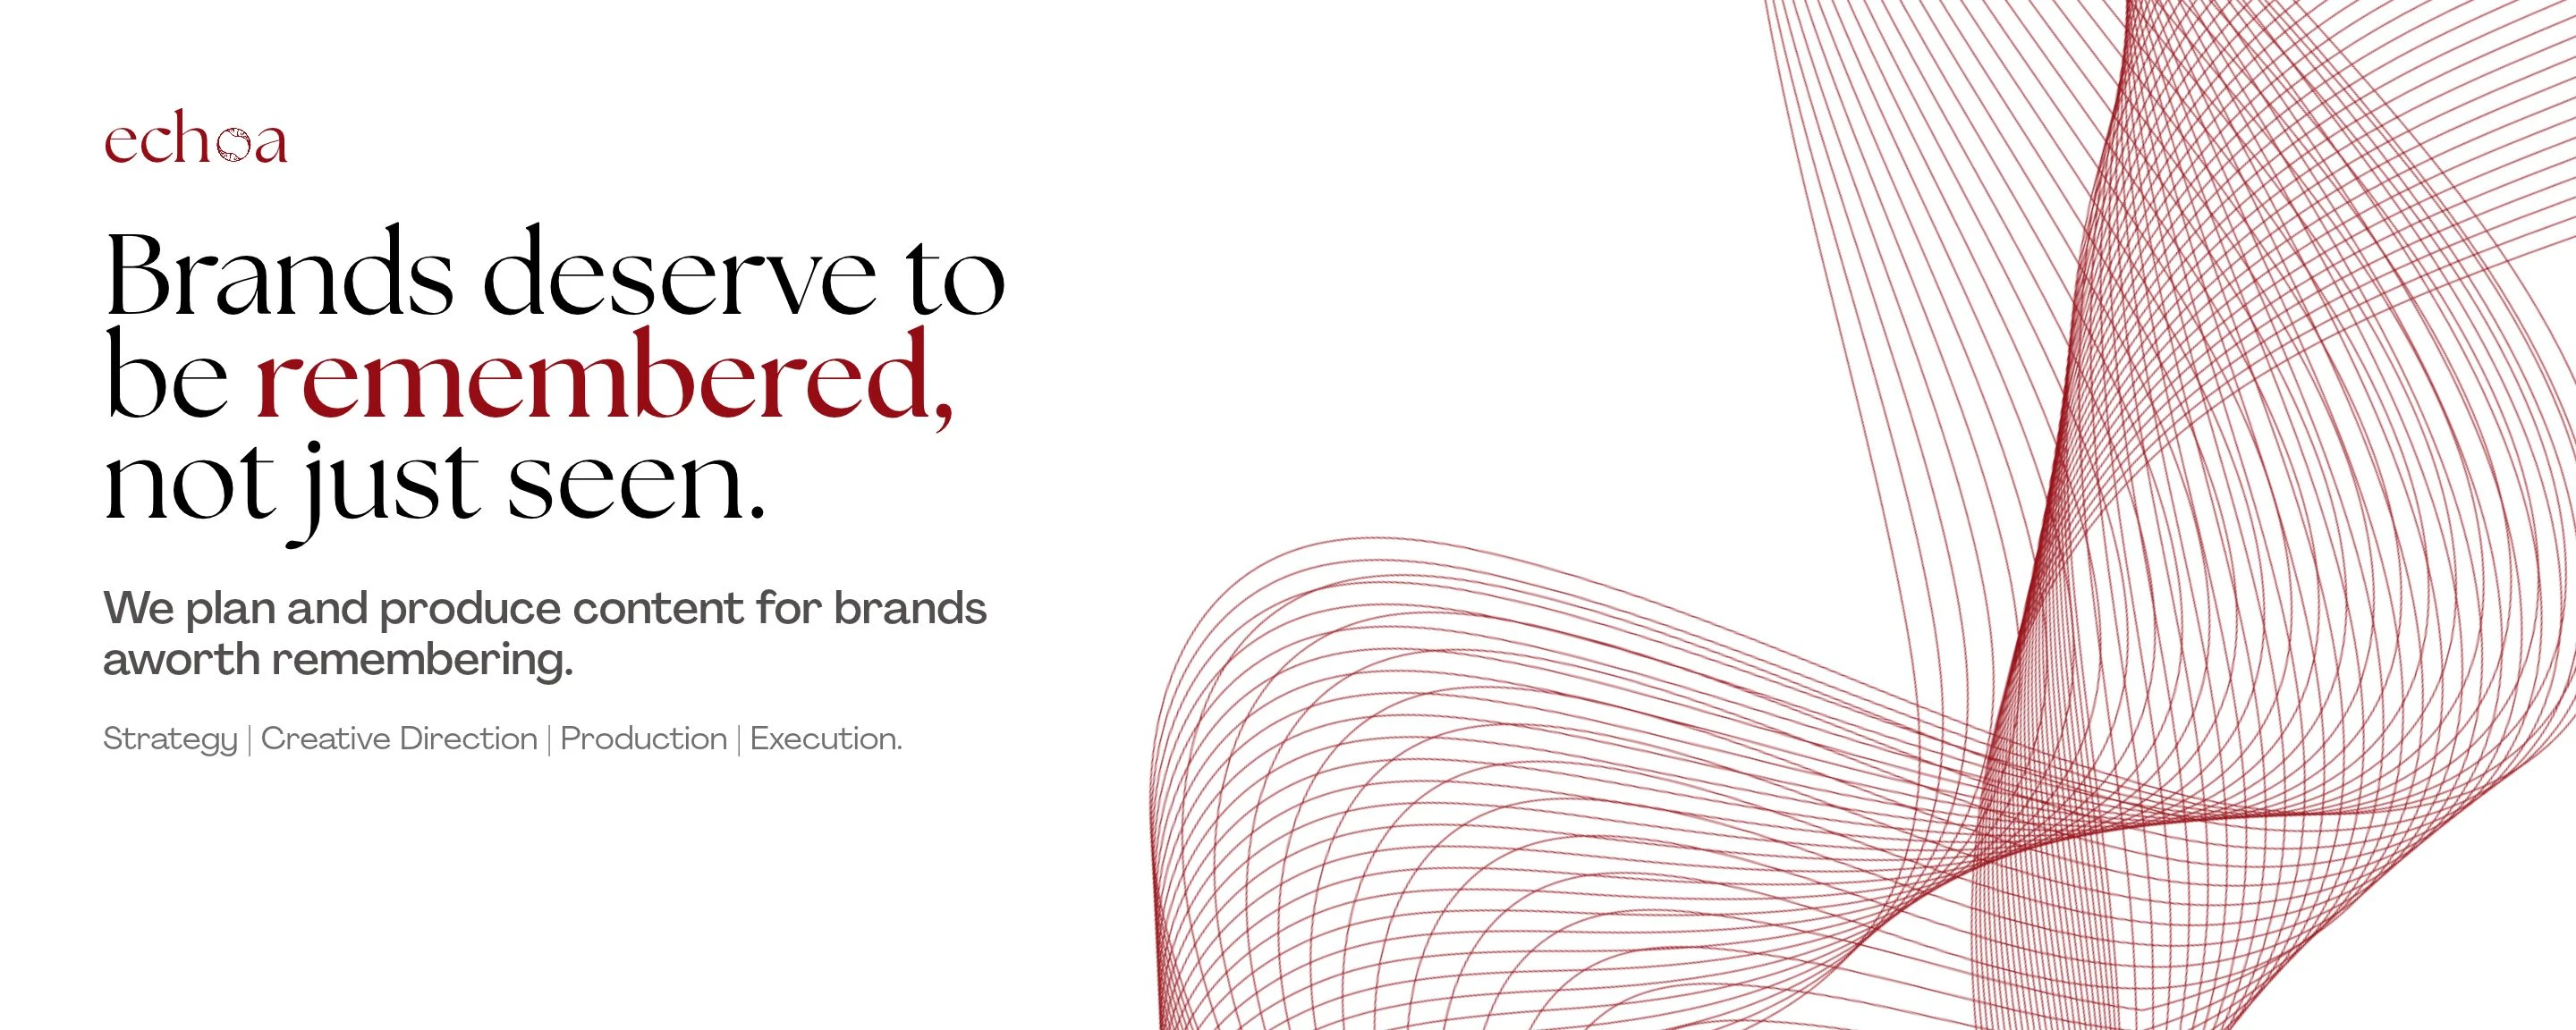 echoa
Brands deserve to
be remembered,
not just seen.
We plan and produce content for brands
aworth remembering.
Strategy | Creative Direction | Production | Execution.